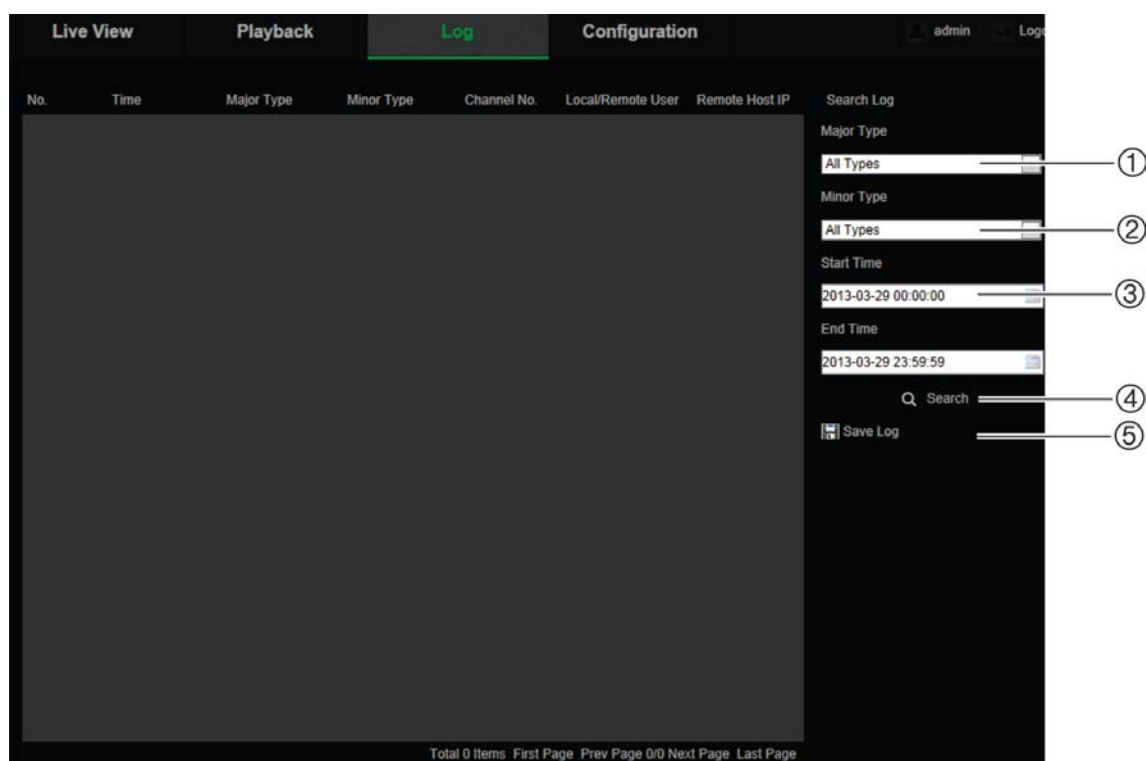 Live View Playback Log Configuration admin Logo
No. Time Major Type Minor Type Channel No. Local/Remote User Remote Host IP Search Log
Major Type
All Types ①
Minor Type
All Types ②
Start Time
2013-03-29 00:00:00 ③
End Time
2013-03-29 23:59:59
Search ④
Save Log ⑤
Total 0 Items First Page Prev Page 0/0 Next Page Last Page